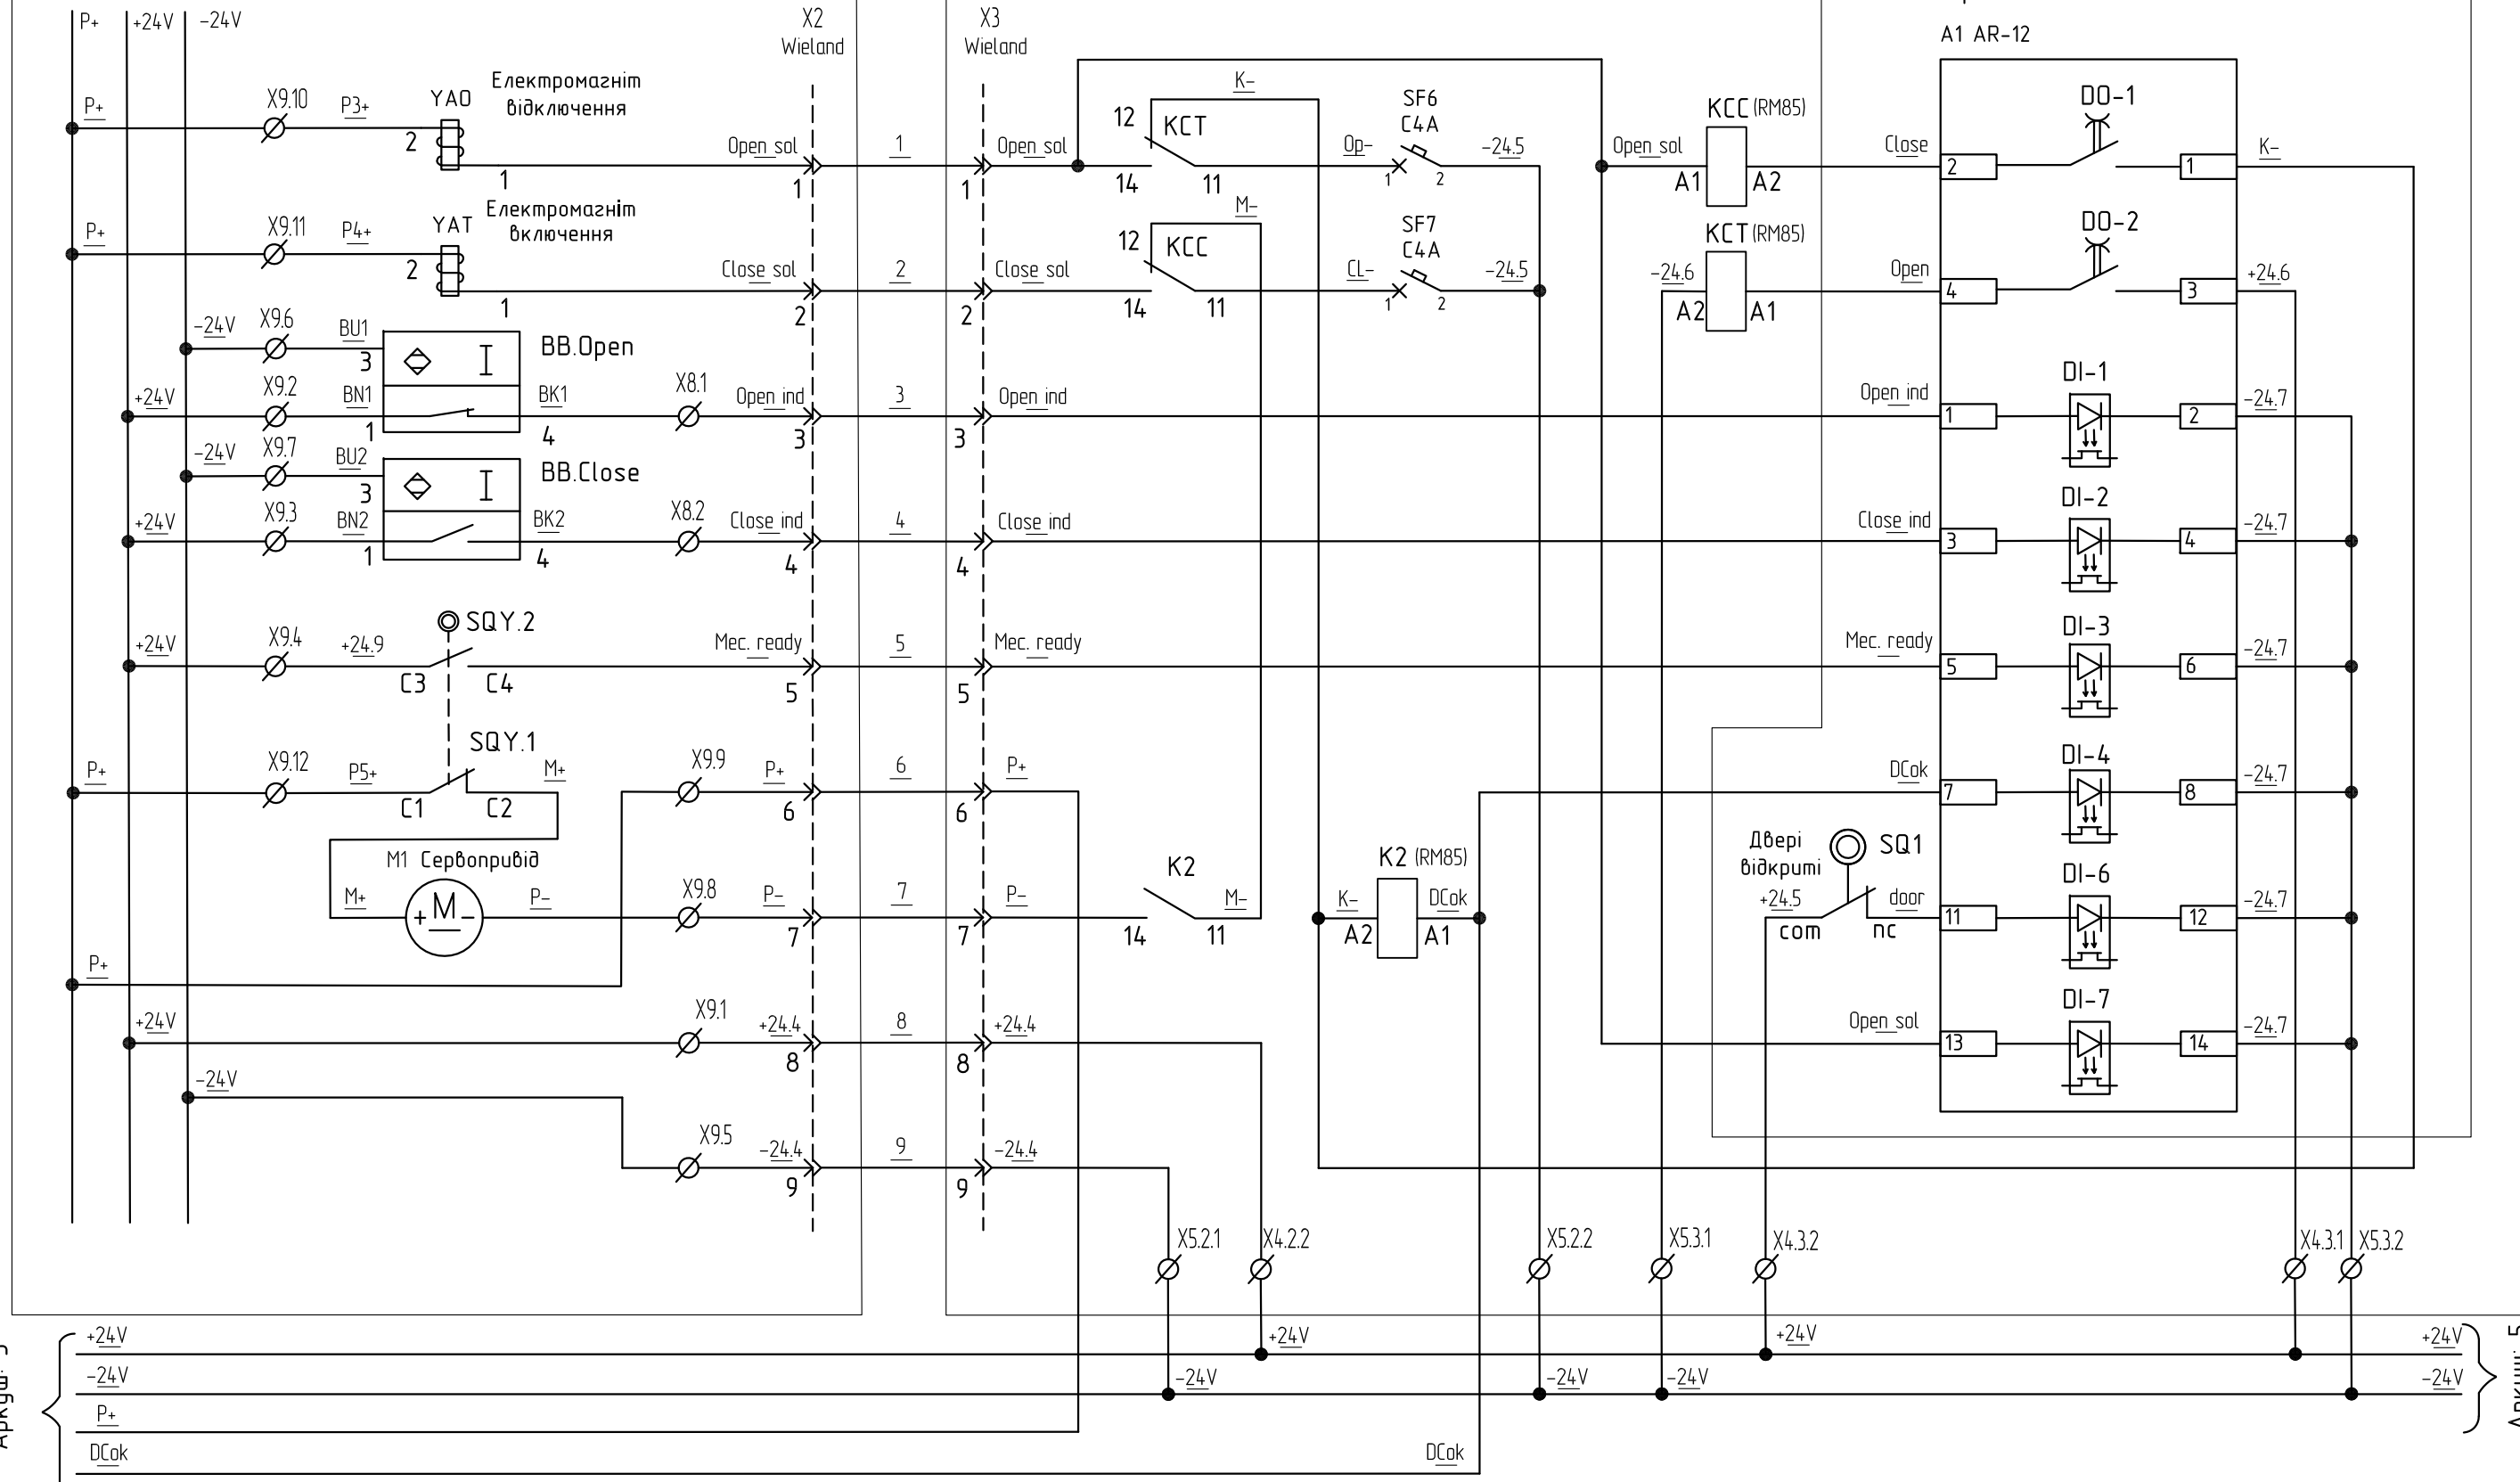 P+ +24V -24V X2 X3
Wieland Wieland A1 AR-12
Електромагніт
відключення
P+ X9.10 P3+ YAO 2 1
Open sol 1 1 1 Open sol
12 KCT K- 14 11 Op- SF6
C4A
1 2 -24.5
Open sol A1 KCC (RM85) A2 Close 2 DO-1 1 K-
Електромагніт
включення
P+ X9.11 P4+ YAT 2 1
Close sol 2 2 2 Close sol
12 KCC M- 14 11 CL- SF7
C4A
1 2 -24.5
-24.6 A2 KCT (RM85) A1 Open 4 DO-2 3 +24.6
-24V X9.6 BU1 3 BB.Open
+24V X9.2 BN1 1 BK1 4 X8.1 Open ind 3 3 3 Open ind Open ind 1 DI-1 2 -24.7
-24V X9.7 BU2 3 BB.Close
+24V X9.3 BN2 1 BK2 4 X8.2 Close ind 4 4 4 Close ind Close ind 3 DI-2 4 -24.7
SQY.2
+24V X9.4 +24.9 C3 C4 Mec. ready 5 5 5 Mec. ready Mec. ready 5 DI-3 6 -24.7
SQY.1
P+ X9.12 P5+ C1 C2 M+ X9.9 P+ 6 6 6 P+ DCok 7 DI-4 8 -24.7
M1 Сервопривід
M+ + M - P- X9.8 P- 7 7 7 P- K2 14 11 M-
K- A2 K2 (RM85) A1 DCok
Двері
відкриті
SQ1 +24.5 com nc door 11 DI-6 12 -24.7
P+
+24V X9.1 +24.4 8 8 8 +24.4 Open sol 13 DI-7 14 -24.7
-24V X9.5 -24.4 9 9 9 -24.4
X5.2.1 X4.2.2 X5.2.2 X5.3.1 X4.3.2 X4.3.1 X5.3.2
+24V +24V +24V +24V
-24V -24V -24V -24V -24V
P+
DCok DCok